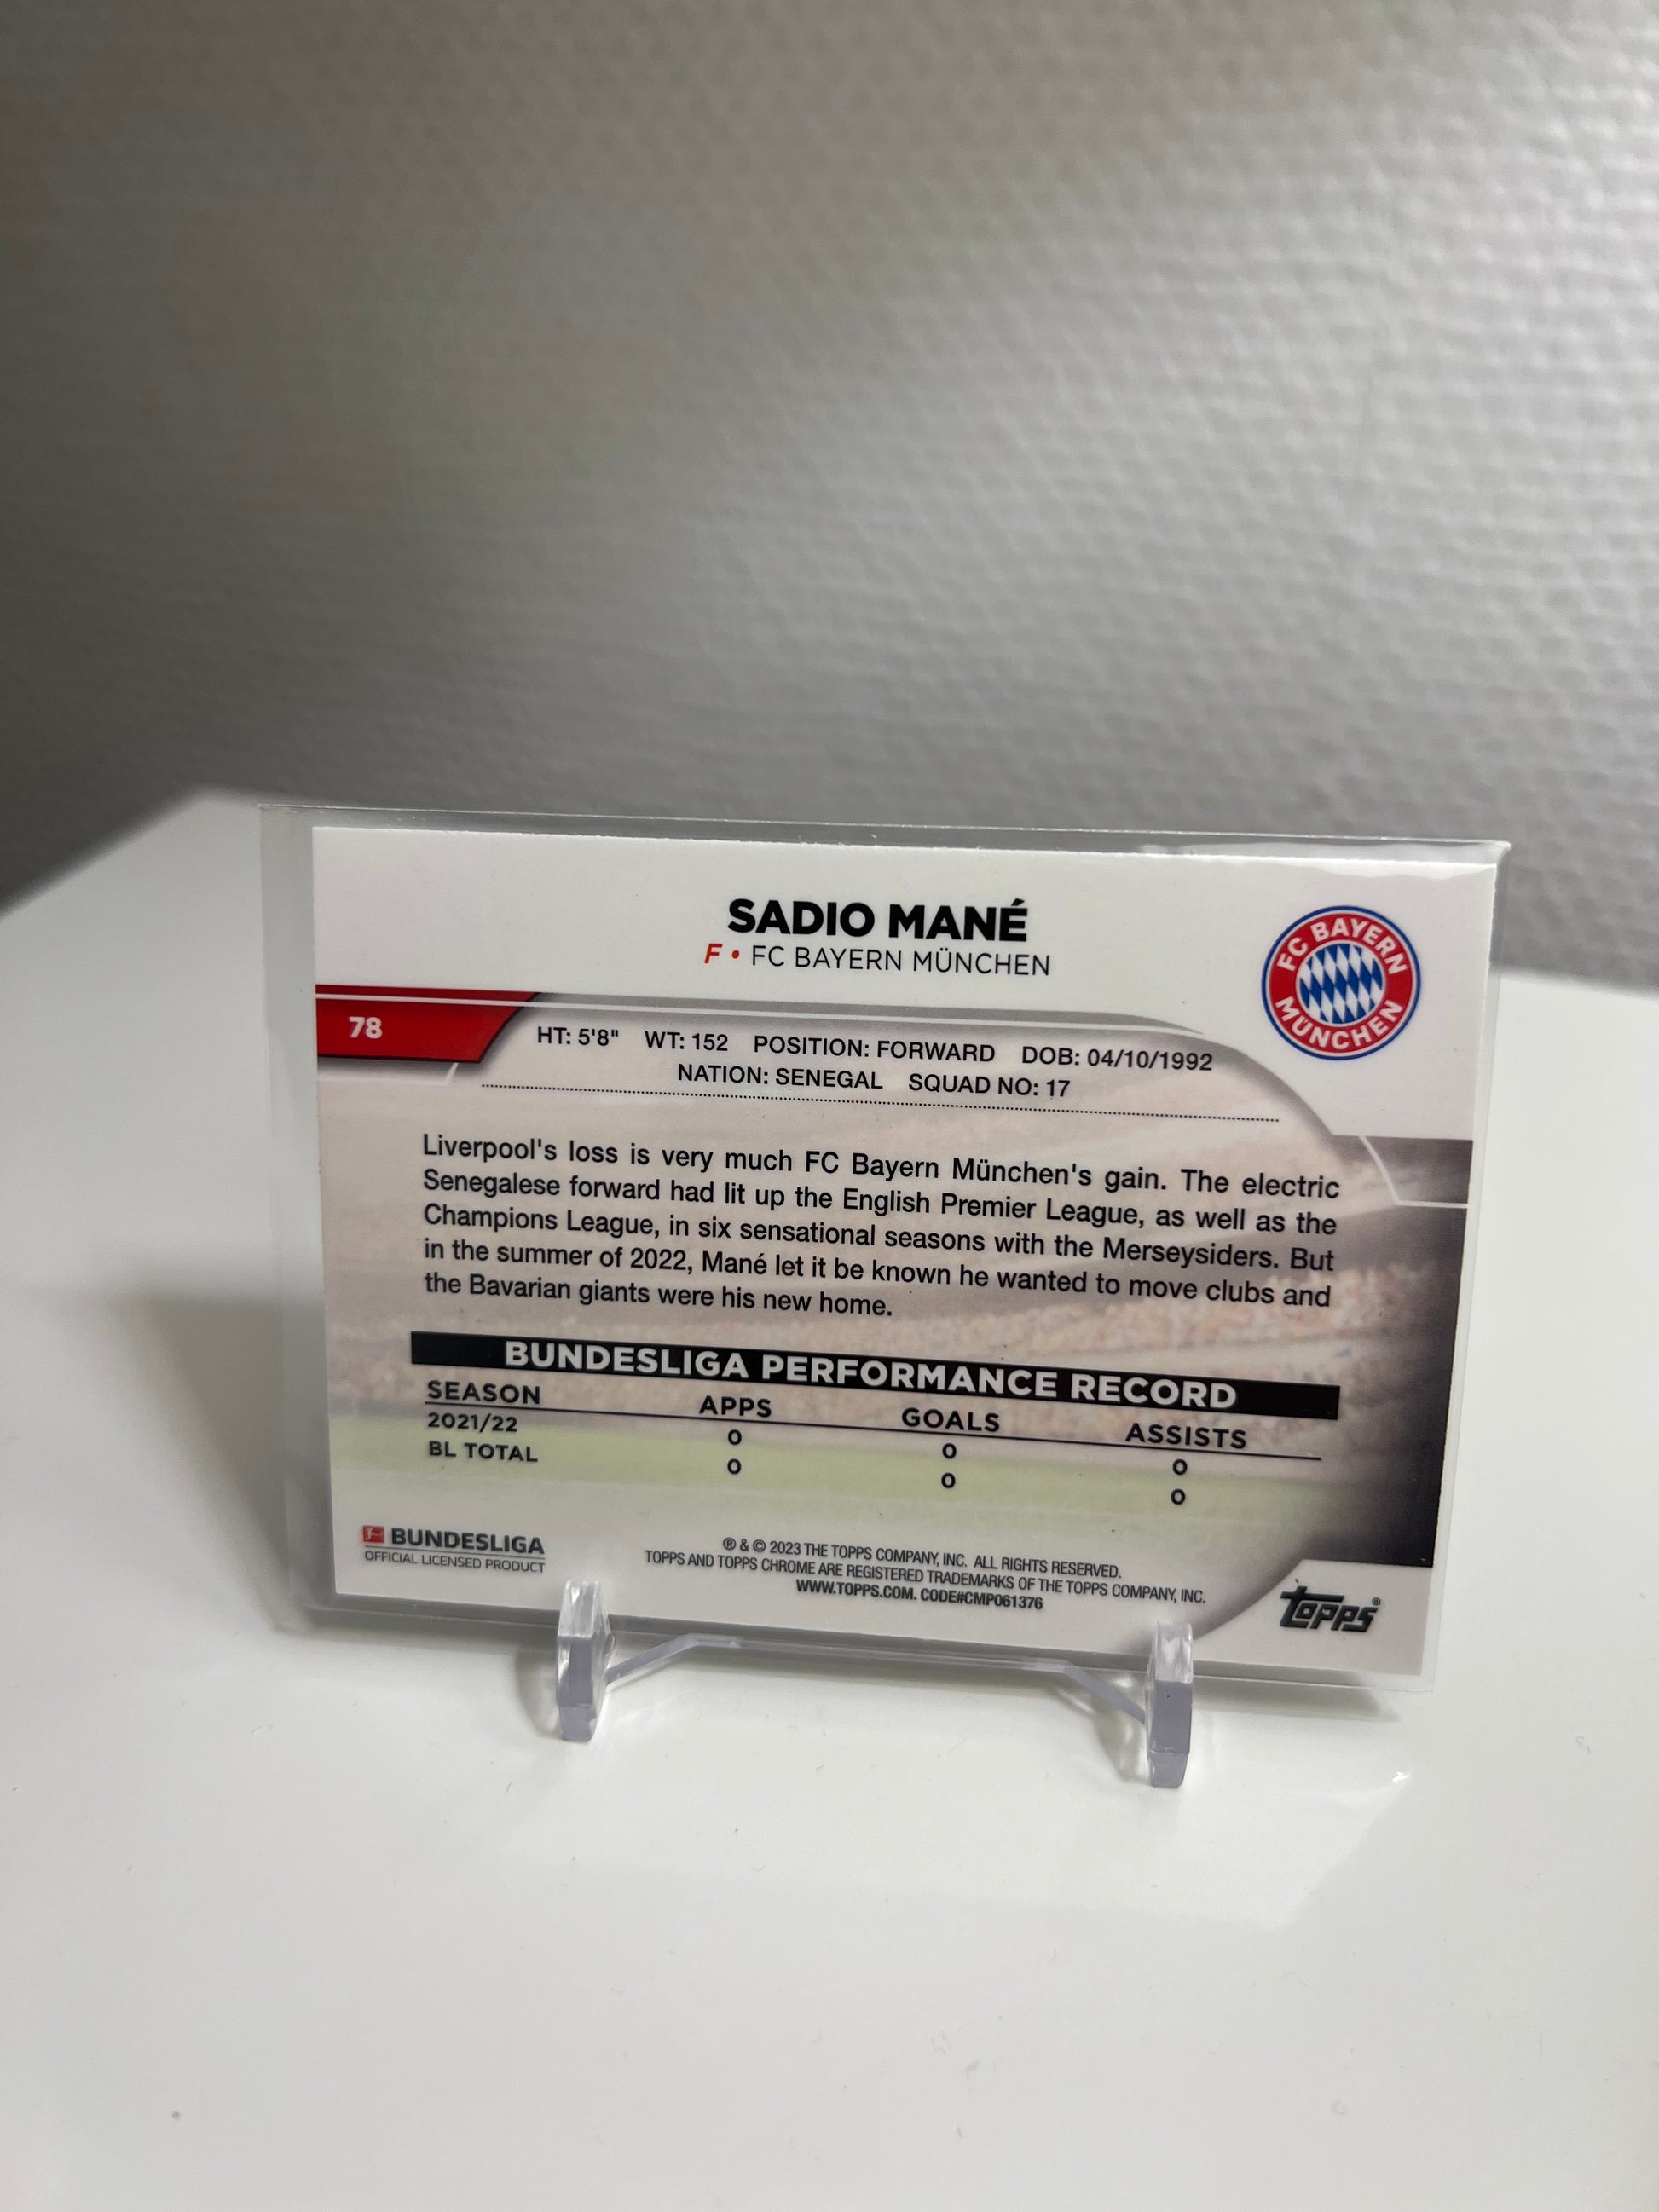 SADIO MANÉ
F • FC BAYERN MÜNCHEN
FC BAYERN
MÜNCHEN
78
HT: 5'8" WT: 152 POSITION: FORWARD DOB: 04/10/1992
NATION: SENEGAL SQUAD NO: 17
Liverpool's loss is very much FC Bayern München's gain. The electric
Senegalese forward had lit up the English Premier League, as well as the
Champions League, in six sensational seasons with the Merseysiders. But
in the summer of 2022, Mané let it be known he wanted to move clubs and
the Bavarian giants were his new home.
BUNDESLIGA PERFORMANCE RECORD
SEASON APPS GOALS ASSISTS
2021/22 0 0 0
BL TOTAL 0 0 0
BUNDESLIGA
OFFICIAL LICENSED PRODUCT
® & © 2023 THE TOPPS COMPANY, INC. ALL RIGHTS RESERVED.
TOPPS AND TOPPS CHROME ARE REGISTERED TRADEMARKS OF THE TOPPS COMPANY, INC.
WWW.TOPPS.COM. CODE#CMP061376
topps®